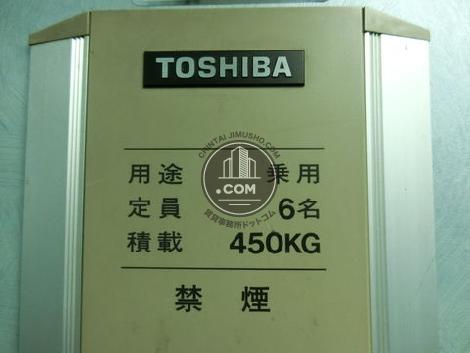 TOSHIBA
CHINTAI JIMUSHO.COM
用途 乗用
.COM
定員 6名
賃貸事務所ドットコム
積載 450KG
禁煙